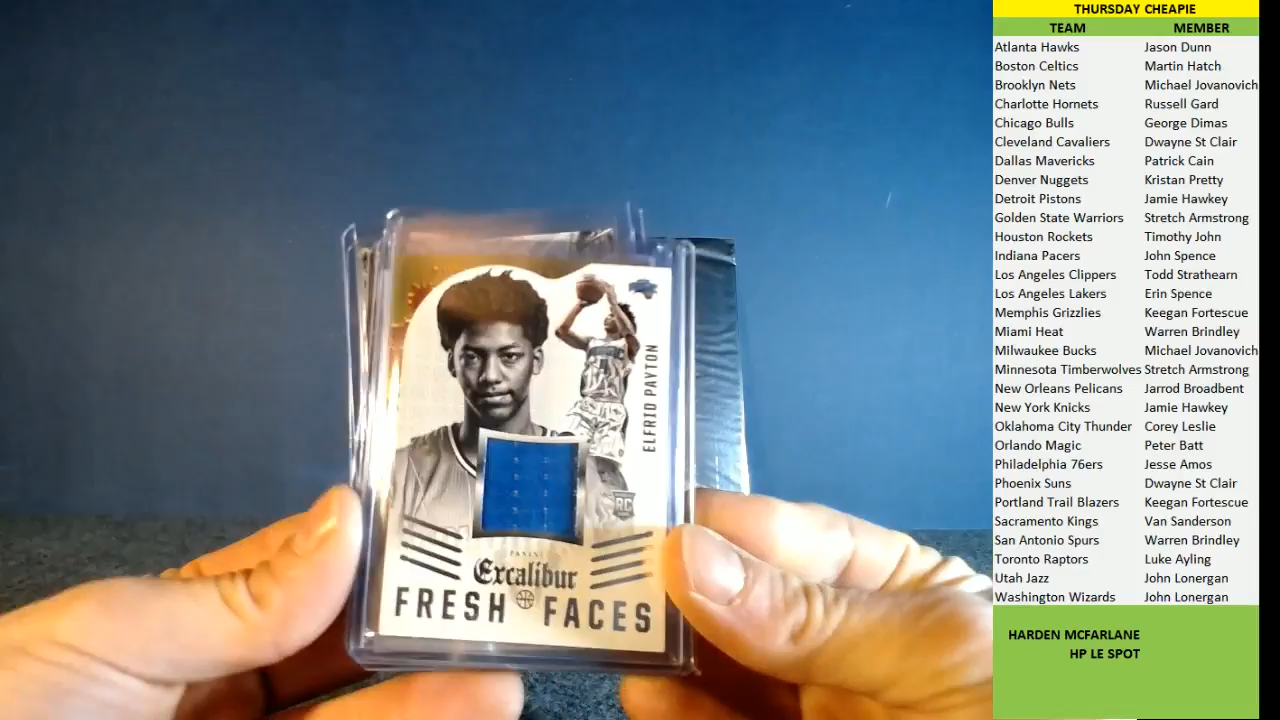 ELFRID PAYTON
RC
PANINI
Excalibur
FRESH FACES
THURSDAY CHEAPIE
TEAM MEMBER
Atlanta Hawks Jason Dunn
Boston Celtics Martin Hatch
Brooklyn Nets Michael Jovanovich
Charlotte Hornets Russell Gard
Chicago Bulls George Dimas
Cleveland Cavaliers Dwayne St Clair
Dallas Mavericks Patrick Cain
Denver Nuggets Kristan Pretty
Detroit Pistons Jamie Hawkey
Golden State Warriors Stretch Armstrong
Houston Rockets Timothy John
Indiana Pacers John Spence
Los Angeles Clippers Todd Strathearn
Los Angeles Lakers Erin Spence
Memphis Grizzlies Keegan Fortescue
Miami Heat Warren Brindley
Milwaukee Bucks Michael Jovanovich
Minnesota Timberwolves Stretch Armstrong
New Orleans Pelicans Jarrod Broadbent
New York Knicks Jamie Hawkey
Oklahoma City Thunder Corey Leslie
Orlando Magic Peter Batt
Philadelphia 76ers Jesse Amos
Phoenix Suns Dwayne St Clair
Portland Trail Blazers Keegan Fortescue
Sacramento Kings Van Sanderson
San Antonio Spurs Warren Brindley
Toronto Raptors Luke Ayling
Utah Jazz John Lonergan
Washington Wizards John Lonergan
HARDEN MCFARLANE
HP LE SPOT